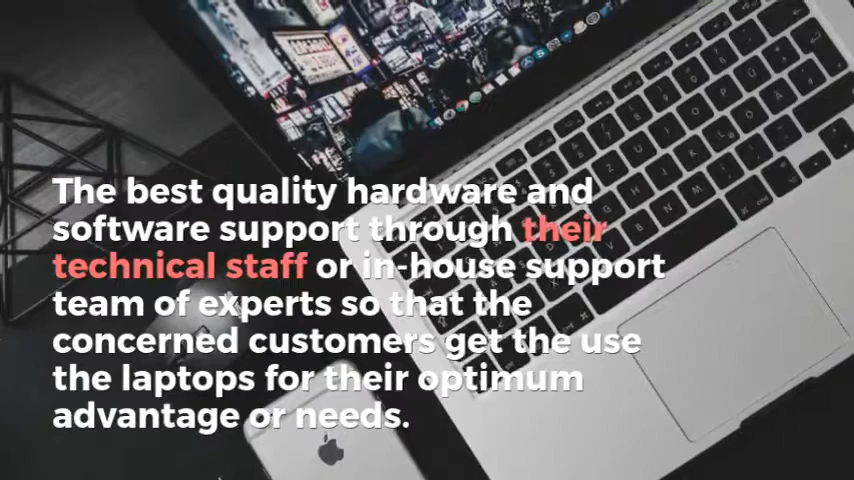 The best quality hardware and
software support through their
technical staff or in-house support
team of experts so that the
concerned customers get the use
the laptops for their optimum
advantage or needs.